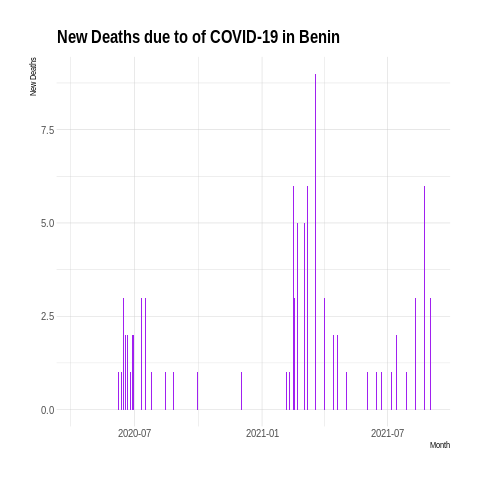 New Deaths due to of COVID-19 in Benin
New Deaths
7.5
5.0
2.5
0.0
2020-07
2021-01
2021-07
Month